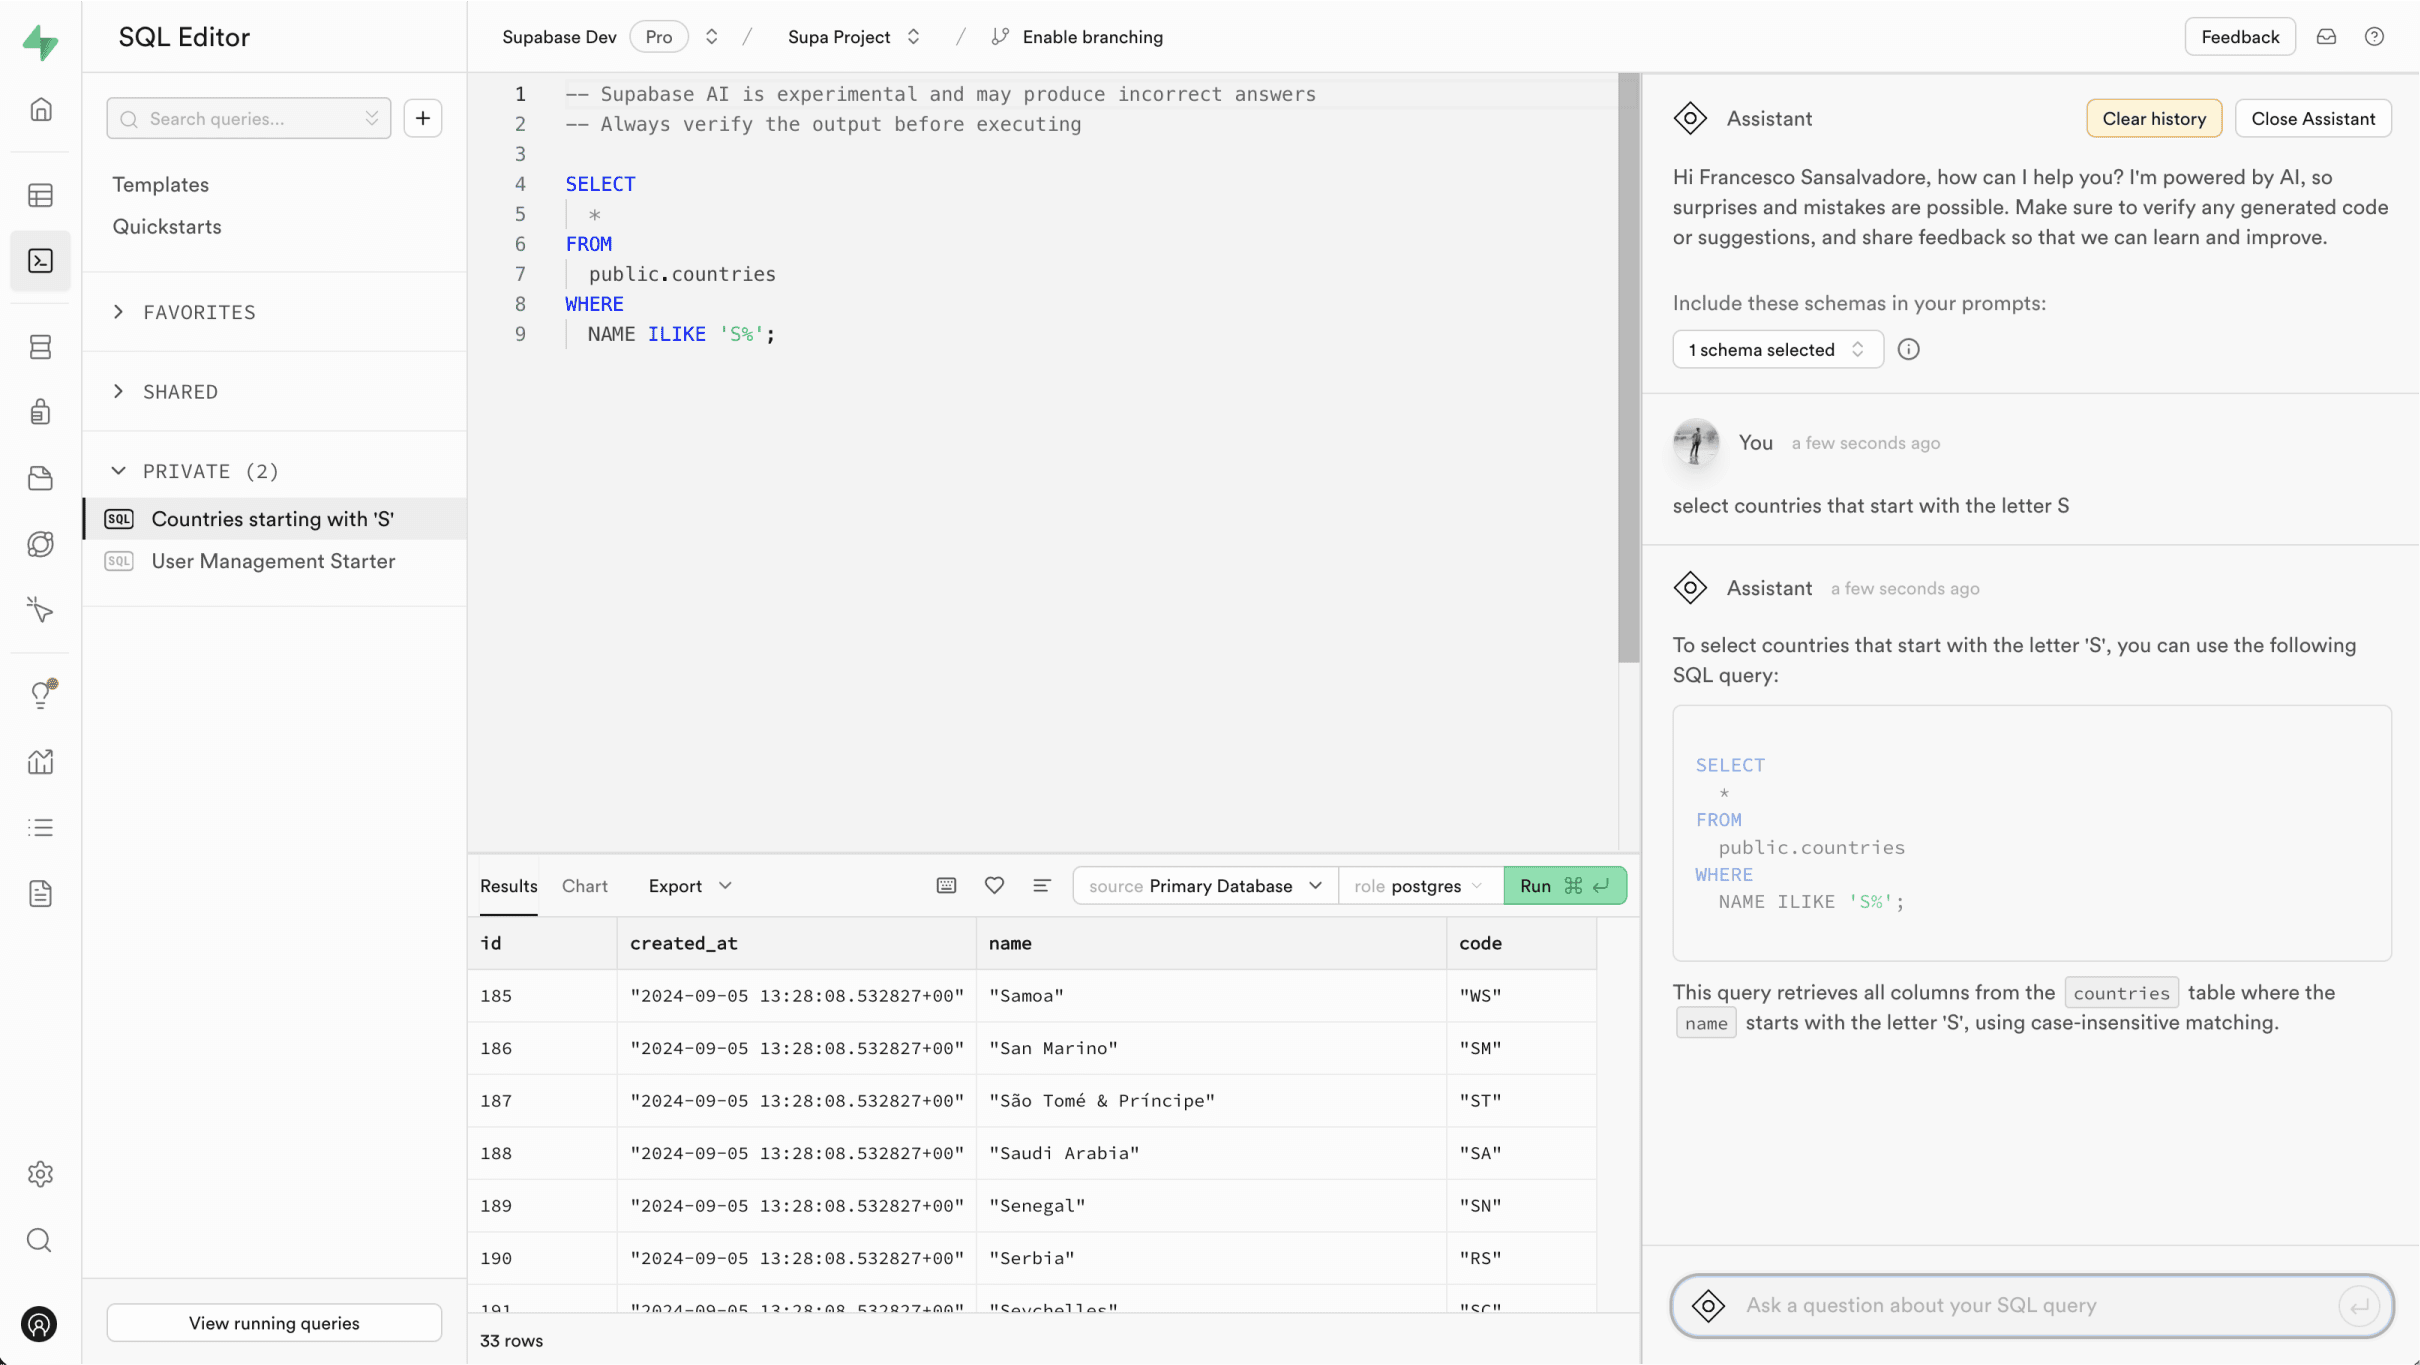 SQL Editor
Supabase Dev Pro / Supa Project / Enable branching
Feedback
Search queries...
Templates
Quickstarts
FAVORITES
SHARED
PRIVATE (2)
SQL Countries starting with 'S'
SQL User Management Starter
View running queries
1 -- Supabase AI is experimental and may produce incorrect answers
2 -- Always verify the output before executing
3
4 SELECT
5 *
6 FROM
7 public.countries
8 WHERE
9 NAME ILIKE 'S%';
Results Chart Export source Primary Database role postgres Run ⌘
id created_at name code
185 "2024-09-05 13:28:08.532827+00" "Samoa" "WS"
186 "2024-09-05 13:28:08.532827+00" "San Marino" "SM"
187 "2024-09-05 13:28:08.532827+00" "São Tomé & Príncipe" "ST"
188 "2024-09-05 13:28:08.532827+00" "Saudi Arabia" "SA"
189 "2024-09-05 13:28:08.532827+00" "Senegal" "SN"
190 "2024-09-05 13:28:08.532827+00" "Serbia" "RS"
191 "2024-09-05 13:28:08.532827+00" "Seychelles" "SC"
33 rows
Assistant Clear history Close Assistant
Hi Francesco Sansalvadore, how can I help you? I'm powered by AI, so
surprises and mistakes are possible. Make sure to verify any generated code
or suggestions, and share feedback so that we can learn and improve.
Include these schemas in your prompts:
1 schema selected
You a few seconds ago
select countries that start with the letter S
Assistant a few seconds ago
To select countries that start with the letter 'S', you can use the following
SQL query:
SELECT
*
FROM
public.countries
WHERE
NAME ILIKE 'S%';
This query retrieves all columns from the countries table where the
name starts with the letter 'S', using case-insensitive matching.
Ask a question about your SQL query